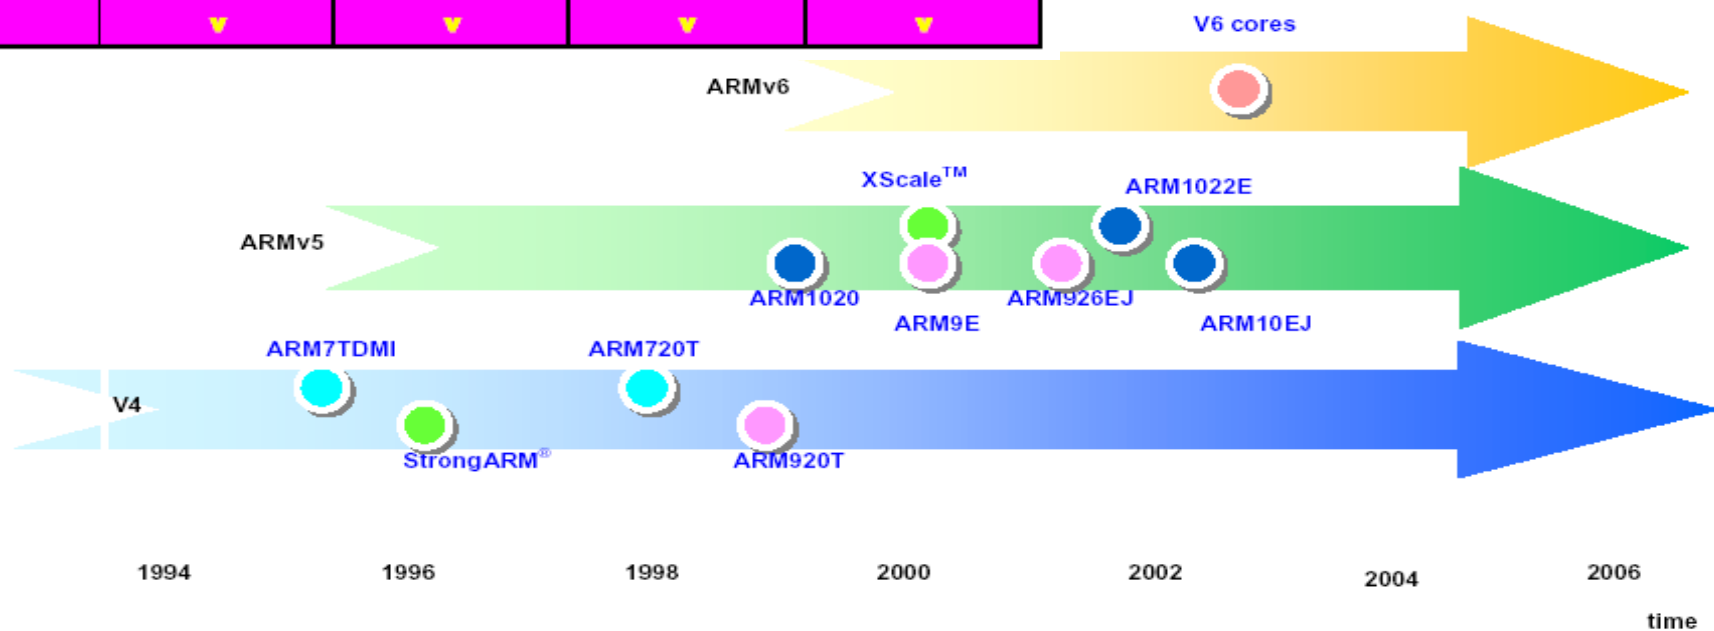 v v v v
V6 cores
ARMv6
XScale™
ARM1022E
ARMv5
ARM1020
ARM926EJ
ARM9E
ARM10EJ
ARM7TDMI
ARM720T
V4
StrongARM®
ARM920T
1994 1996 1998 2000 2002 2004 2006
time